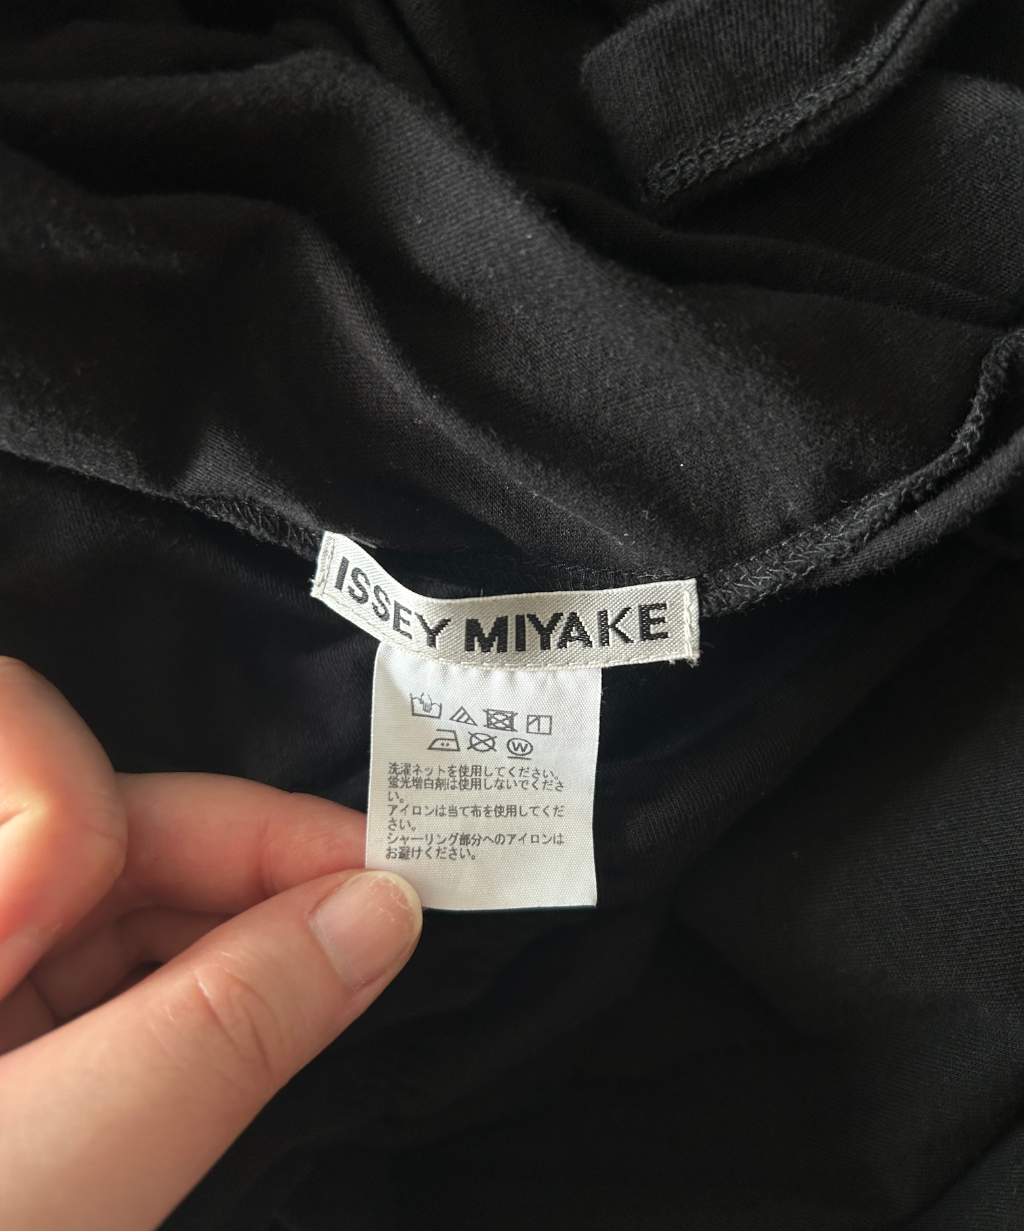 ISSEY MIYAKE
W
洗濯ネットを使用してください。
蛍光増白剤は使用しないでくださ
い。
アイロンは当て布を使用してくだ
さい。
シャーリング部分へのアイロンは
お避けください。